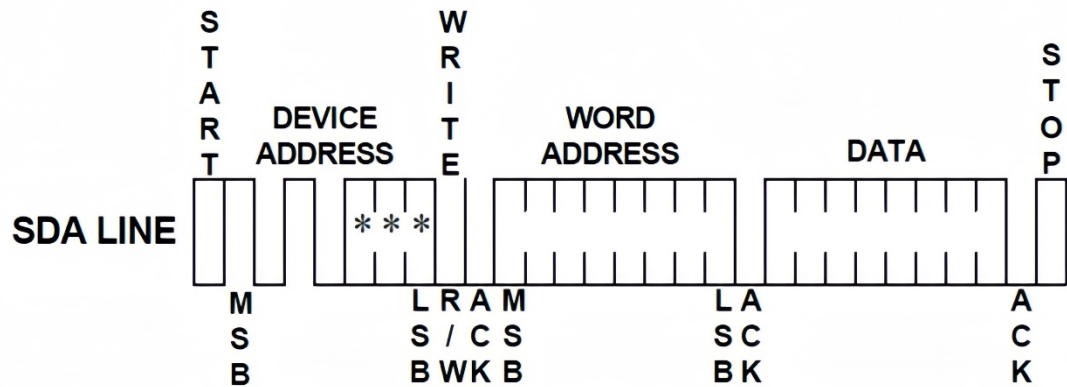 START
WRITE
STOP
DEVICE
ADDRESS
WORD
ADDRESS
DATA
SDA LINE
* * *
MSB
LSB
R/W
ACK
MSB
LSB
ACK
ACK